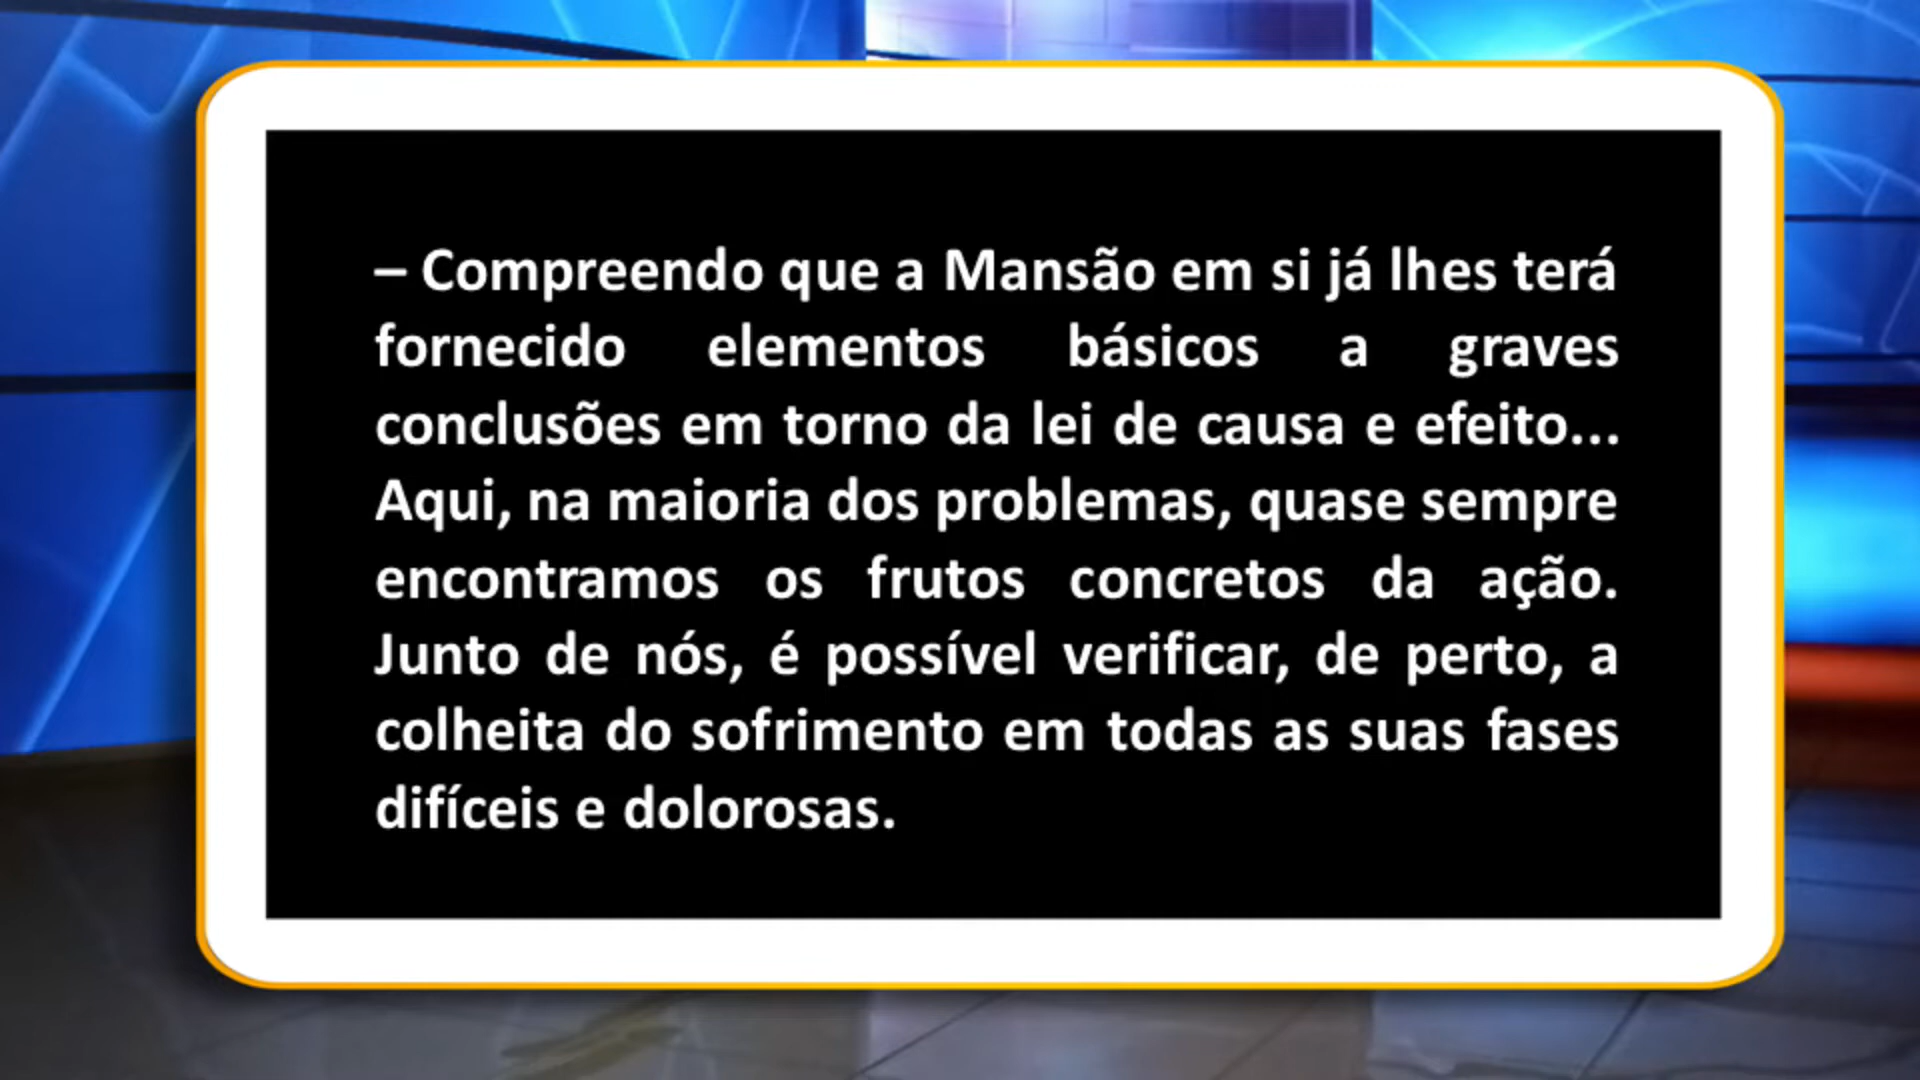 – Compreendo que a Mansão em si já lhes terá
fornecido elementos básicos a graves
conclusões em torno da lei de causa e efeito...
Aqui, na maioria dos problemas, quase sempre
encontramos os frutos concretos da ação.
Junto de nós, é possível verificar, de perto, a
colheita do sofrimento em todas as suas fases
difíceis e dolorosas.